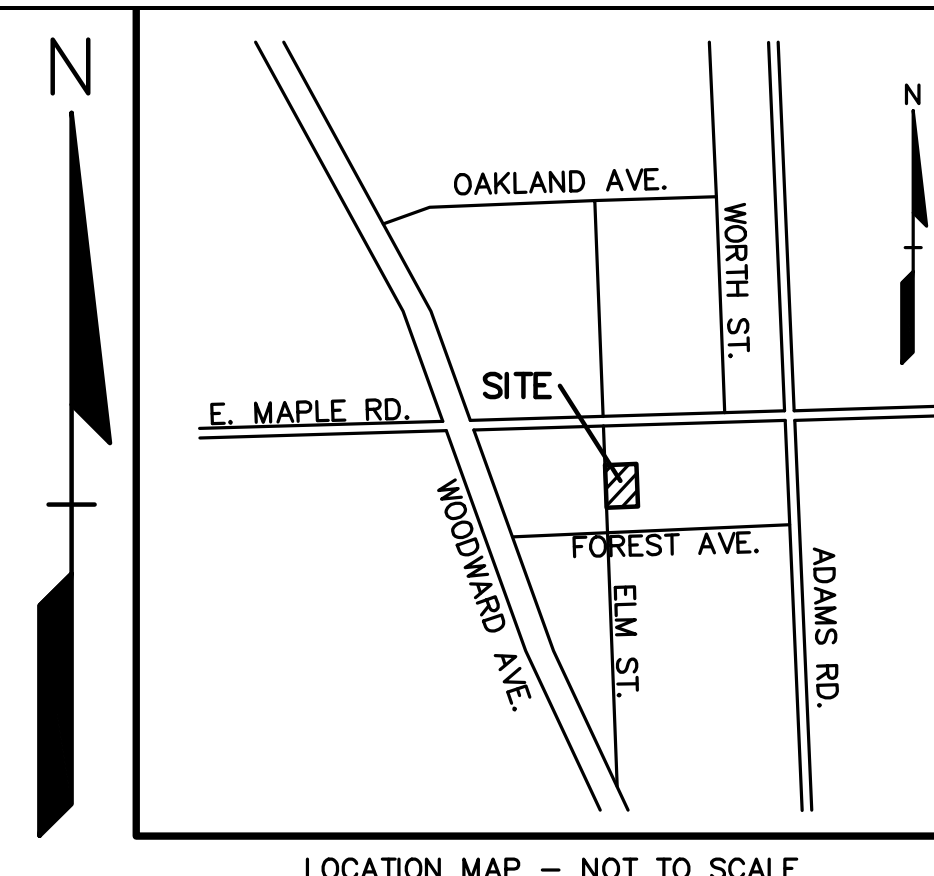 N
N
OAKLAND AVE.
WORTH ST.
SITE
E. MAPLE RD.
WOODWARD AVE.
FOREST AVE.
ELM ST.
ADAMS RD.
LOCATION MAP – NOT TO SCALE